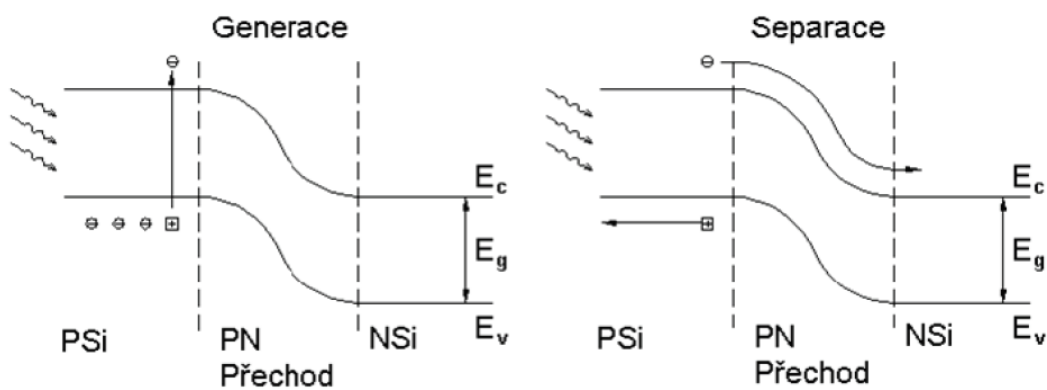 Generace
E_c
E_g
E_v
PSi
PN
Přechod
NSi
Separace
E_c
E_g
E_v
PSi
PN
Přechod
NSi